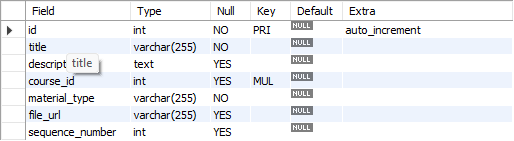 Field Type Null Key Default Extra
id int NO PRI NULL auto_increment
title varchar(255) NO NULL
descript text YES NULL
title
course_id int YES MUL NULL
material_type varchar(255) NO NULL
file_url varchar(255) YES NULL
sequence_number int YES NULL